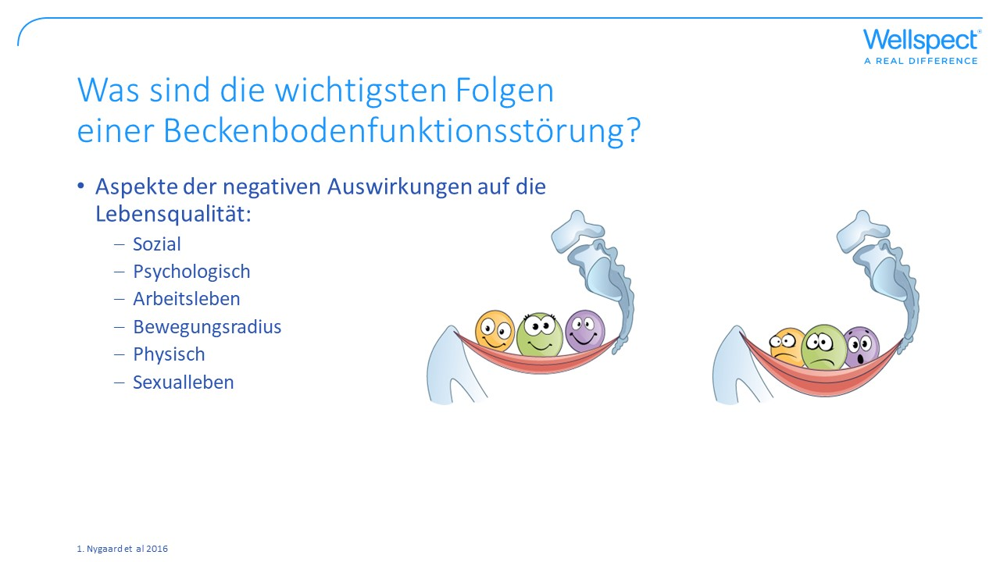 Wellspect®
A REAL DIFFERENCE
Was sind die wichtigsten Folgen
einer Beckenbodenfunktionsstörung?
• Aspekte der negativen Auswirkungen auf die
Lebensqualität:
– Sozial
– Psychologisch
– Arbeitsleben
– Bewegungsradius
– Physisch
– Sexualleben
1. Nygaard et al 2016